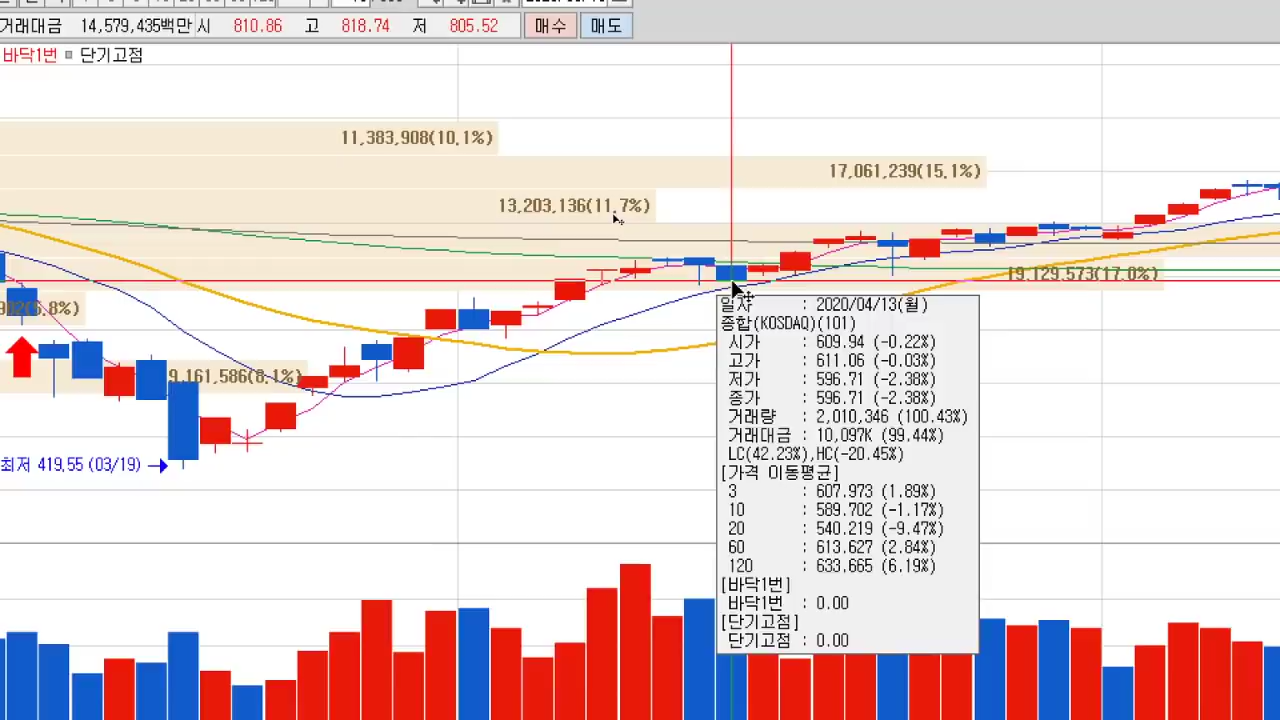 거래대금 14,579,435백만 시 810.86 고 818.74 저 805.52 매수 매도
바닥1번 단기고점
11,383,908(10.1%)
17,061,239(15.1%)
13,203,136(11.7%)
19,129,573(17.0%)
9,161,586(8.1%)
최저 419.55 (03/19)
일자 : 2020/04/13(월)
종합(KOSDAQ)(101)
시가 : 609.94 (-0.22%)
고가 : 611.06 (-0.03%)
저가 : 596.71 (-2.38%)
종가 : 596.71 (-2.38%)
거래량 : 2,010,346 (100.43%)
거래대금 : 10,097K (99.44%)
LC(42.23%),HC(-20.45%)
[가격 이동평균]
3 : 607.973 (1.89%)
10 : 589.702 (-1.17%)
20 : 540.219 (-9.47%)
60 : 613.627 (2.84%)
120 : 633.665 (6.19%)
[바닥1번]
바닥1번 : 0.00
[단기고점]
단기고점 : 0.00